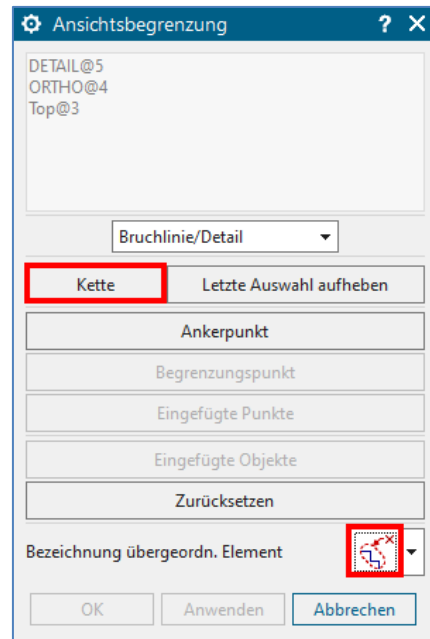 Ansichtsbegrenzung ? X
DETAIL@5
ORTHO@4
Top@3
Bruchlinie/Detail
Kette Letzte Auswahl aufheben
Ankerpunkt
Begrenzungspunkt
Eingefügte Punkte
Eingefügte Objekte
Zurücksetzen
Bezeichnung übergeordn. Element
OK Anwenden Abbrechen